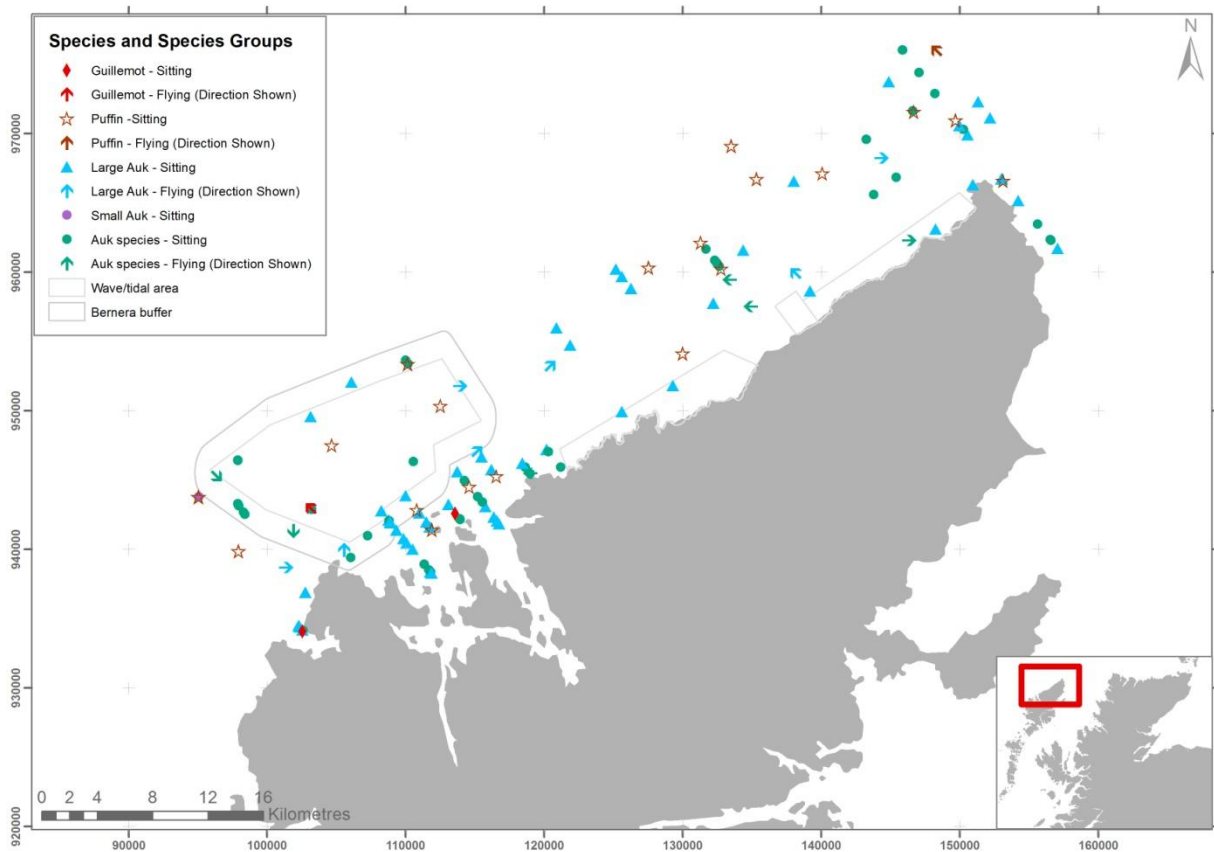 Species and Species Groups
Guillemot - Sitting
Guillemot - Flying (Direction Shown)
Puffin -Sitting
Puffin - Flying (Direction Shown)
Large Auk - Sitting
Large Auk - Flying (Direction Shown)
Small Auk - Sitting
Auk species - Sitting
Auk species - Flying (Direction Shown)
Wave/tidal area
Bernera buffer
N
970000
960000
950000
940000
930000
920000
0 2 4 8 12 16
Kilometres
90000 100000 110000 120000 130000 140000 150000 160000